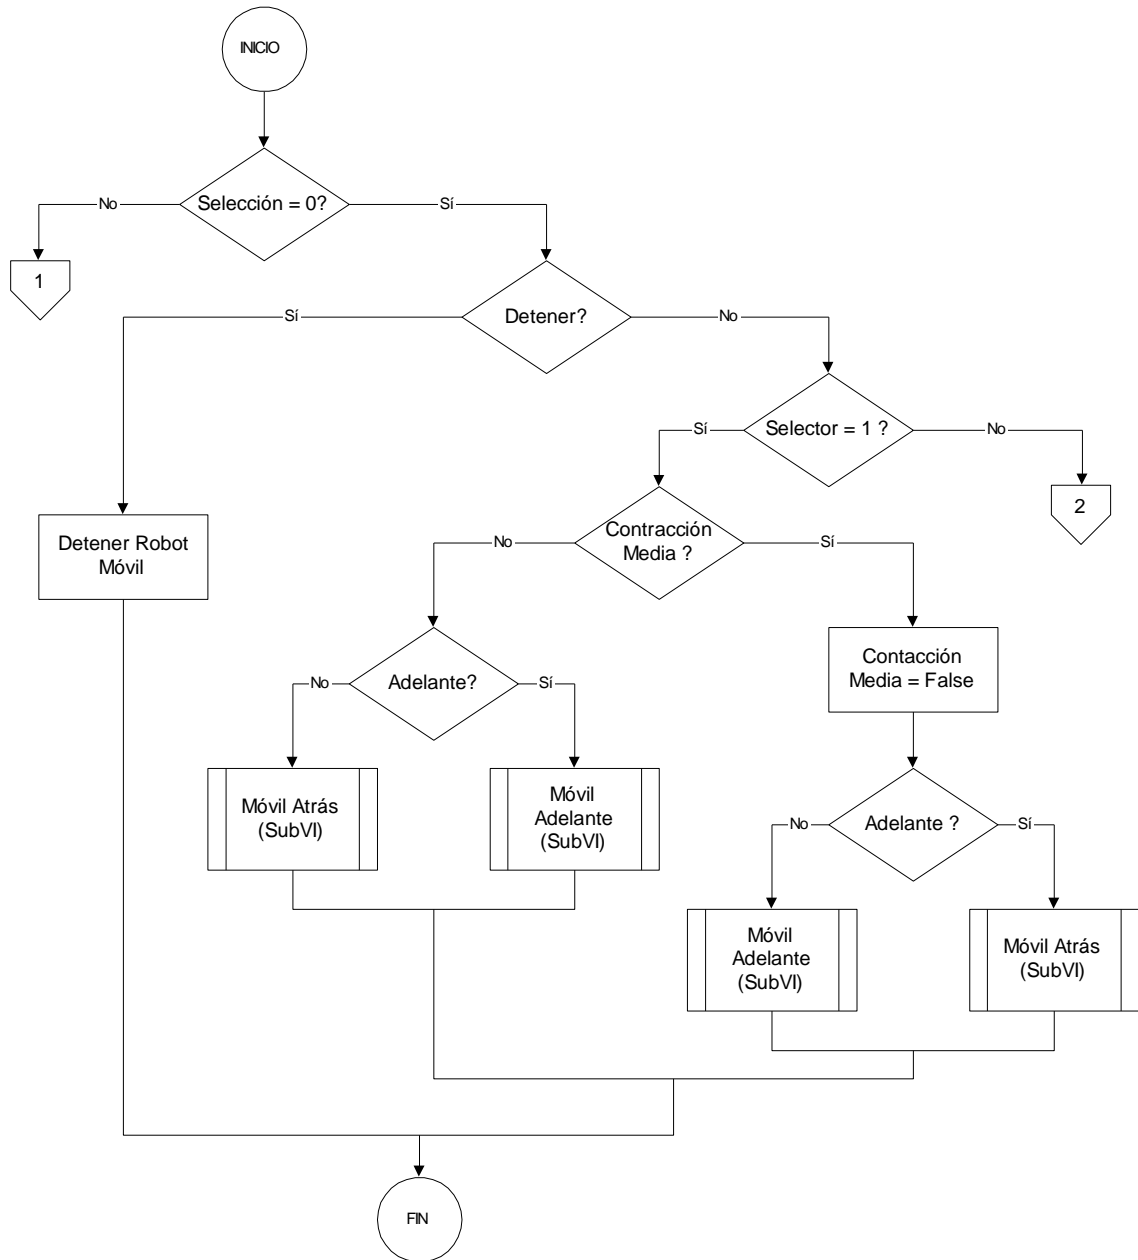 INICIO
Selección = 0?
No
Sí
1
Detener?
Sí
No
Selector = 1 ?
Sí
No
2
Contracción
Media ?
No
Sí
Detener Robot
Móvil
Adelante?
No
Sí
Contacción
Media = False
Móvil Atrás
(SubVI)
Móvil
Adelante
(SubVI)
Adelante ?
No
Sí
Móvil
Adelante
(SubVI)
Móvil Atrás
(SubVI)
FIN